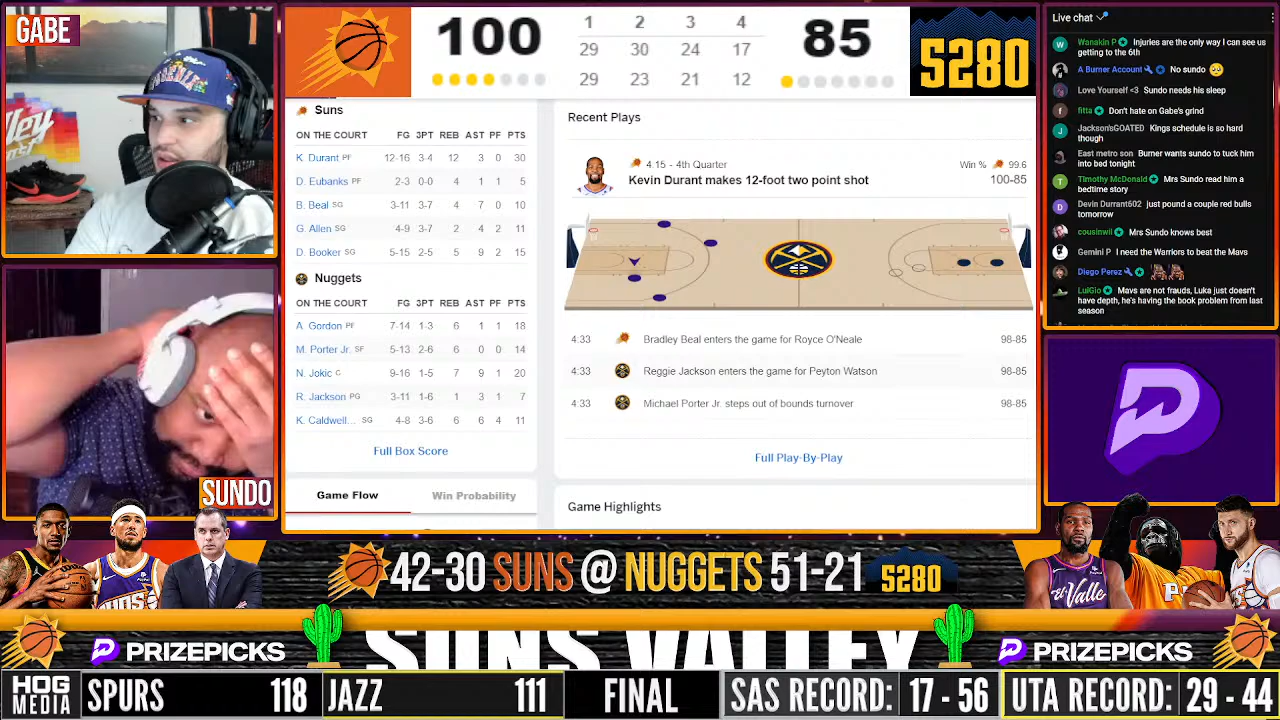 GABE
100
1 2 3 4
29 30 24 17
29 23 21 12
85
5280
Suns
ON THE COURT FG 3PT REB AST PF PTS
K. Durant PF 12-16 3-4 12 3 0 30
D. Eubanks PF 2-3 0-0 4 1 1 5
B. Beal SG 3-11 3-7 4 7 0 10
G. Allen SG 4-9 3-7 2 4 2 11
D. Booker SG 5-15 2-5 5 9 2 15
Nuggets
ON THE COURT FG 3PT REB AST PF PTS
A. Gordon PF 7-14 1-3 6 1 1 18
M. Porter Jr. SF 5-13 2-6 6 0 0 14
N. Jokic C 9-16 1-5 7 9 1 20
R. Jackson PG 3-11 1-6 1 3 1 7
K. Caldwell... SG 4-8 3-6 6 6 4 11
Full Box Score
Game Flow Win Probability
Recent Plays
4:15 - 4th Quarter Win % 99.6
Kevin Durant makes 12-foot two point shot 100-85
4:33 Bradley Beal enters the game for Royce O'Neale 98-85
4:33 Reggie Jackson enters the game for Peyton Watson 98-85
4:33 Michael Porter Jr. steps out of bounds turnover 98-85
Full Play-By-Play
Game Highlights
Live chat
Wanakin P Injuries are the only way I can see us
getting to the 6th
A Burner Account No sundo
Love Yourself <3 Sundo needs his sleep
fitta Don't hate on Gabe's grind
Jackson'sGOATED Kings schedule is so hard
though
East metro son Burner wants sundo to tuck him
into bed tonight
Timothy McDonald Mrs Sundo read him a
bedtime story
Devin Durrant602 just pound a couple red bulls
tomorrow
cousinwil Mrs Sundo knows best
Gemini P I need the Warriors to beat the Mavs
Diego Perez
LuiGio Mavs are not frauds, Luka just doesn't
have depth, he's having the book problem from last
season
SUNDO
42-30 SUNS @ NUGGETS 51-21 5280
PRIZEPICKS
SUNS VALLEY
PRIZEPICKS
HOG
MEDIA
SPURS 118 JAZZ 111 FINAL SAS RECORD: 17 - 56 UTA RECORD: 29 - 44